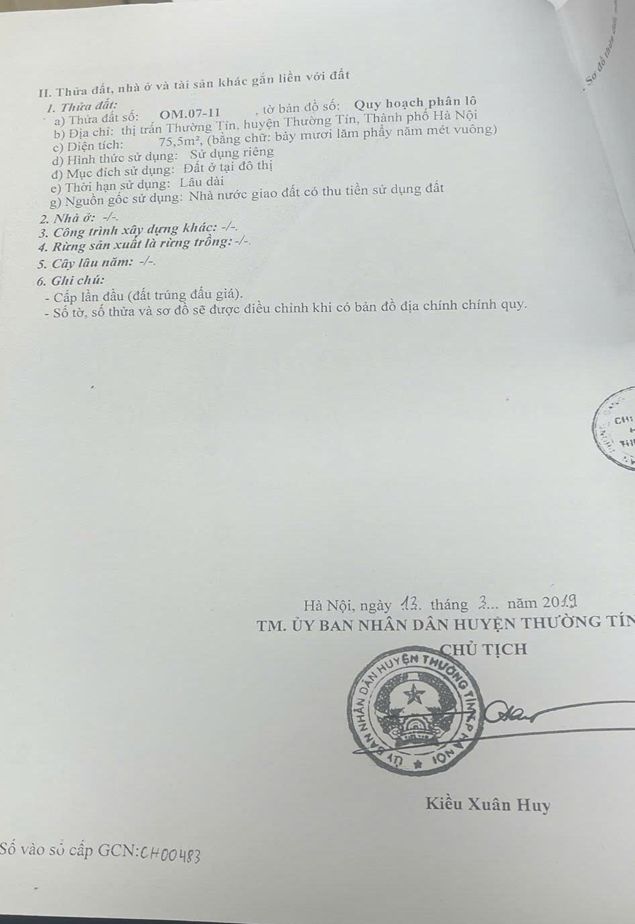 - Sơ đồ thửa
II. Thửa đất, nhà ở và tài sản khác gắn liền với đất
1. Thửa đất:
a) Thửa đất số: OM.07-11 , tờ bản đồ số: Quy hoạch phân lô
b) Địa chỉ: thị trấn Thường Tín, huyện Thường Tín, Thành phố Hà Nội
c) Diện tích: 75,5m², (bằng chữ: bảy mươi lăm phẩy năm mét vuông)
d) Hình thức sử dụng: Sử dụng riêng
đ) Mục đích sử dụng: Đất ở tại đô thị
e) Thời hạn sử dụng: Lâu dài
g) Nguồn gốc sử dụng: Nhà nước giao đất có thu tiền sử dụng đất
2. Nhà ở: -/-.
3. Công trình xây dựng khác: -/-.
4. Rừng sản xuất là rừng trồng: -/-.
5. Cây lâu năm: -/-.
6. Ghi chú:
- Cấp lần đầu (đất trúng đấu giá).
- Số tờ, số thửa và sơ đồ sẽ được điều chỉnh khi có bản đồ địa chính chính quy.
CHI
Hà Nội, ngày 13. tháng 3... năm 2019
TM. ỦY BAN NHÂN DÂN HUYỆN THƯỜNG TÍN
CHỦ TỊCH
ỦY BAN NHÂN DÂN HUYỆN THƯỜNG TÍN T.P HÀ NỘI
Kiều Xuân Huy
Số vào sổ cấp GCN:CH00483